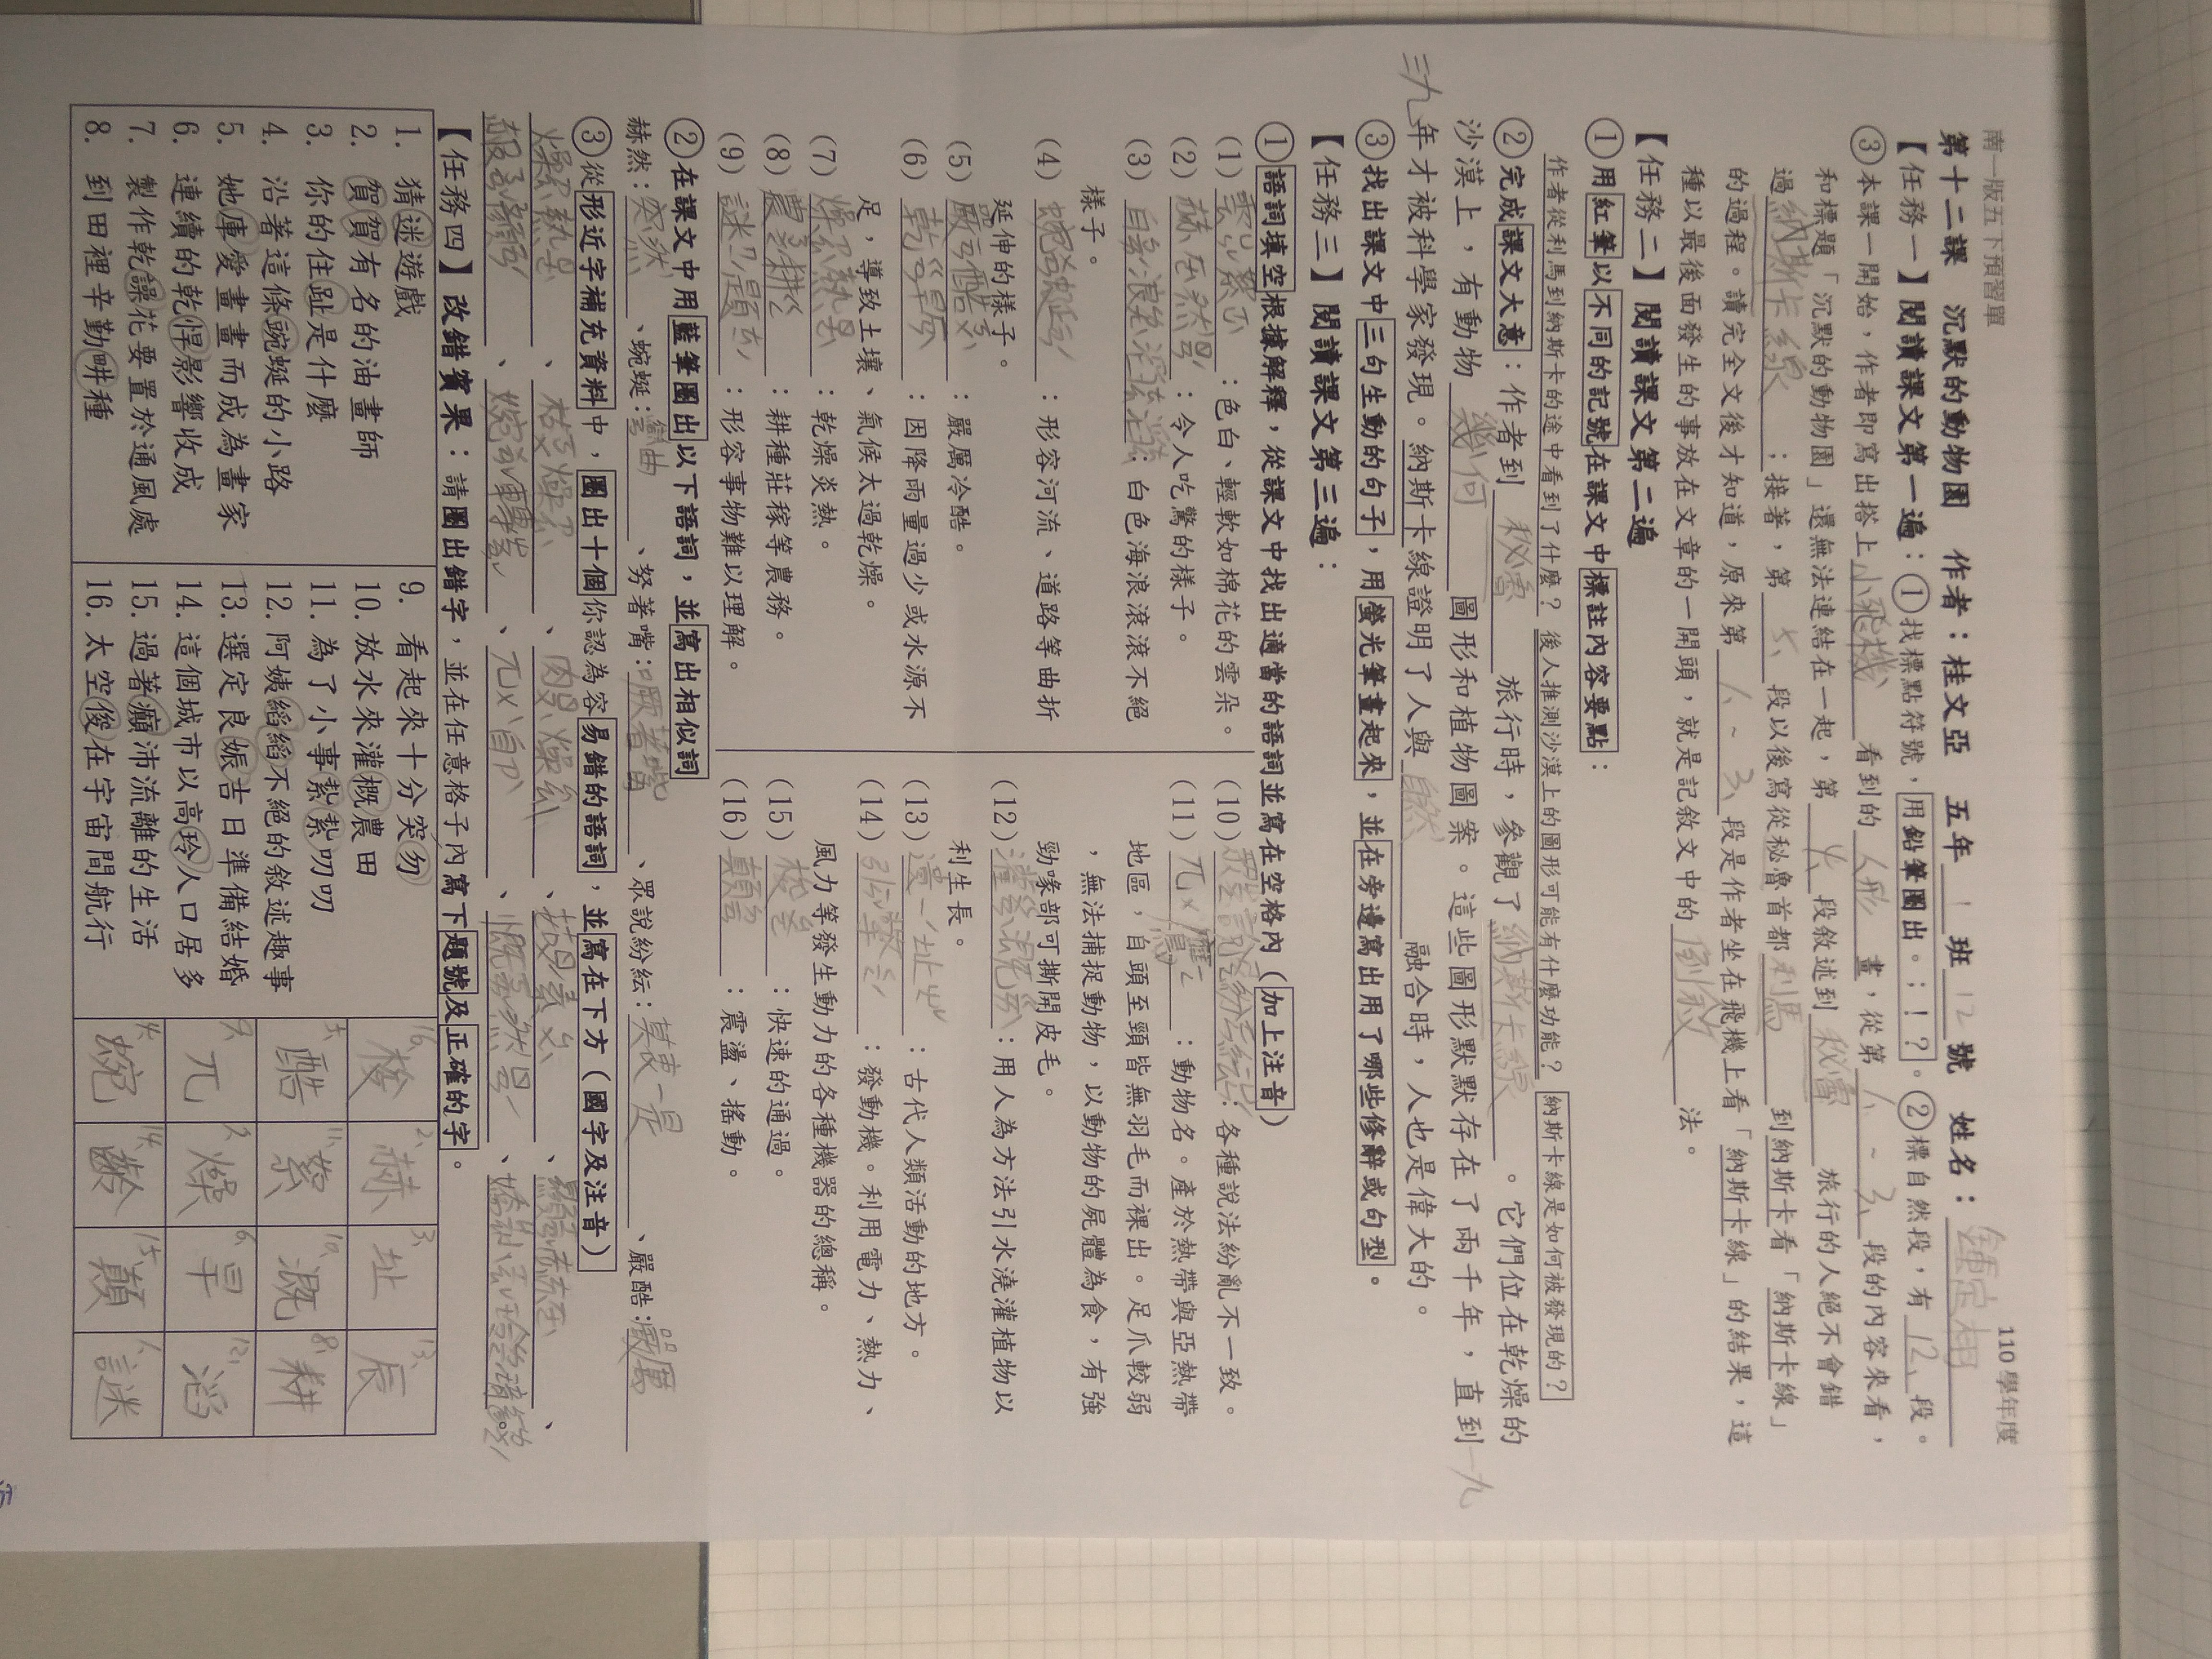 南一版五下預習單 110 學年度
第十二課 沉默的動物園 作者：桂文亞 五年1班12號 姓名：鍾定栩
【任務一】閱讀課文第一遍：①找標點符號，用鉛筆圈出。；！？。②標自然段，有12、段。
③本課一開始，作者即寫出搭上小飛機看到的人形畫，從第1、~3、段的內容來看，
和標題「沉默的動物園」還無法連結在一起，第4、段敘述到秘魯旅行的人絕不會錯
過納斯卡線；接著，第5、段以後寫從秘魯首都利馬到納斯卡看「納斯卡線」
的過程。讀完全文後才知道，原來第1、~3、段是作者坐在飛機上看「納斯卡線」的結果，這
種以最後面發生的事放在文章的一開頭，就是記敘文中的倒敘法。
【任務二】閱讀課文第二遍
①用紅筆以不同的記號在課文中標註內容要點：
作者從利馬到納斯卡的途中看到了什麼？ 後人推測沙漠上的圖形可能有什麼功能？ 納斯卡線是如何被發現的？
②完成課文大意：作者到秘魯旅行時，參觀了納斯卡線。它們位在乾燥的
沙漠上，有動物幾何圖形和植物圖案。這些圖形默默存在了兩千年，直到一九
三九年才被科學家發現。納斯卡線證明了人與自然融合時，人也是偉大的。
③找出課文中三句生動的句子，用螢光筆畫起來，並在旁邊寫出用了哪些修辭或句型。
【任務三】閱讀課文第三遍：
①語詞填空根據解釋，從課文中找出適當的語詞並寫在空格內（加上注音）
(1) 雲絮：色白、輕軟如棉花的雲朵。
(2) 赫然：令人吃驚的樣子。
(3) 白浪滔滔：白色海浪滾滾不絕
樣子。
(4) 蜿蜒：形容河流、道路等曲折
延伸的樣子。
(5) 嚴酷：嚴厲冷酷。
(6) 乾旱：因降雨量過少或水源不
足，導致土壤、氣候太過乾燥。
(7) 燥熱：乾燥炎熱。
(8) 農耕：耕種莊稼等農務。
(9) 謎題：形容事物難以理解。
(10) 眾說紛紜：各種說法紛亂不一致。
(11) 兀鷹：動物名。產於熱帶與亞熱帶
地區，自頭至頸皆無羽毛而裸出。足爪較弱
，無法捕捉動物，以動物的屍體為食，有強
勁喙部可撕開皮毛。
(12) 灌溉：用人為方法引水澆灌植物以
利生長。
(13) 遺址：古代人類活動的地方。
(14) 引擎：發動機。利用電力、熱力、
風力等發生動力的各種機器的總稱。
(15) 梭：快速的通過。
(16) 顛：震盪、搖動。
②在課文中用藍筆圈出以下語詞，並寫出相似詞
赫然：突然、蜿蜒：彎曲、努著嘴：噘著嘴、眾說紛紜：莫衷一是、嚴酷：嚴厲
③從形近字補充資料中，圈出十個你認為容易錯的語詞，並寫在下方（國字及注音）
燥熱、枯燥、肉燥、、顯赫、
赧顏、婉轉、兀自、慨然、嬌小玲瓏
【任務四】改錯賓果：請圈出錯字，並在任意格子內寫下題號及正確的字。
1. 猜迷遊戲
2. 賀賀有名的油畫師
3. 你的住趾是什麼
4. 沿著這條豌蜒的小路
5. 她庫愛畫畫而成為畫家
6. 連續的乾悍影響收成
7. 製作乾譟花要置於通風處
8. 到田裡辛勤畊種
9. 看起來十分突勿
10. 放水來灌概農田
11. 為了小事紮紮叨叨
12. 阿姨縚縚不絕的敘述趣事
13. 選定良娠吉日準備結婚
14. 這個城市以高玲人口居多
15. 過著癲沛流離的生活
16. 太空俊在宇宙間航行
16、梭 2、赫 3、址 13、辰
5、酷 11、絮 10、溉 8、耕
9、兀 7、燥 6、旱 12、滔
4、蜿 14、齡 15、顛 1、謎